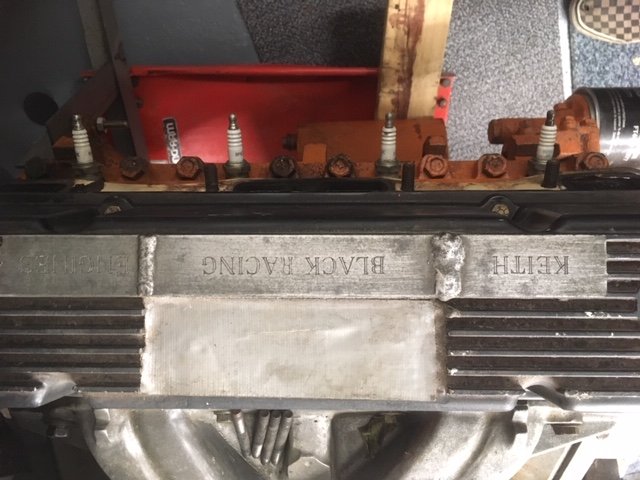 KEITH BLACK RACING ENGINES